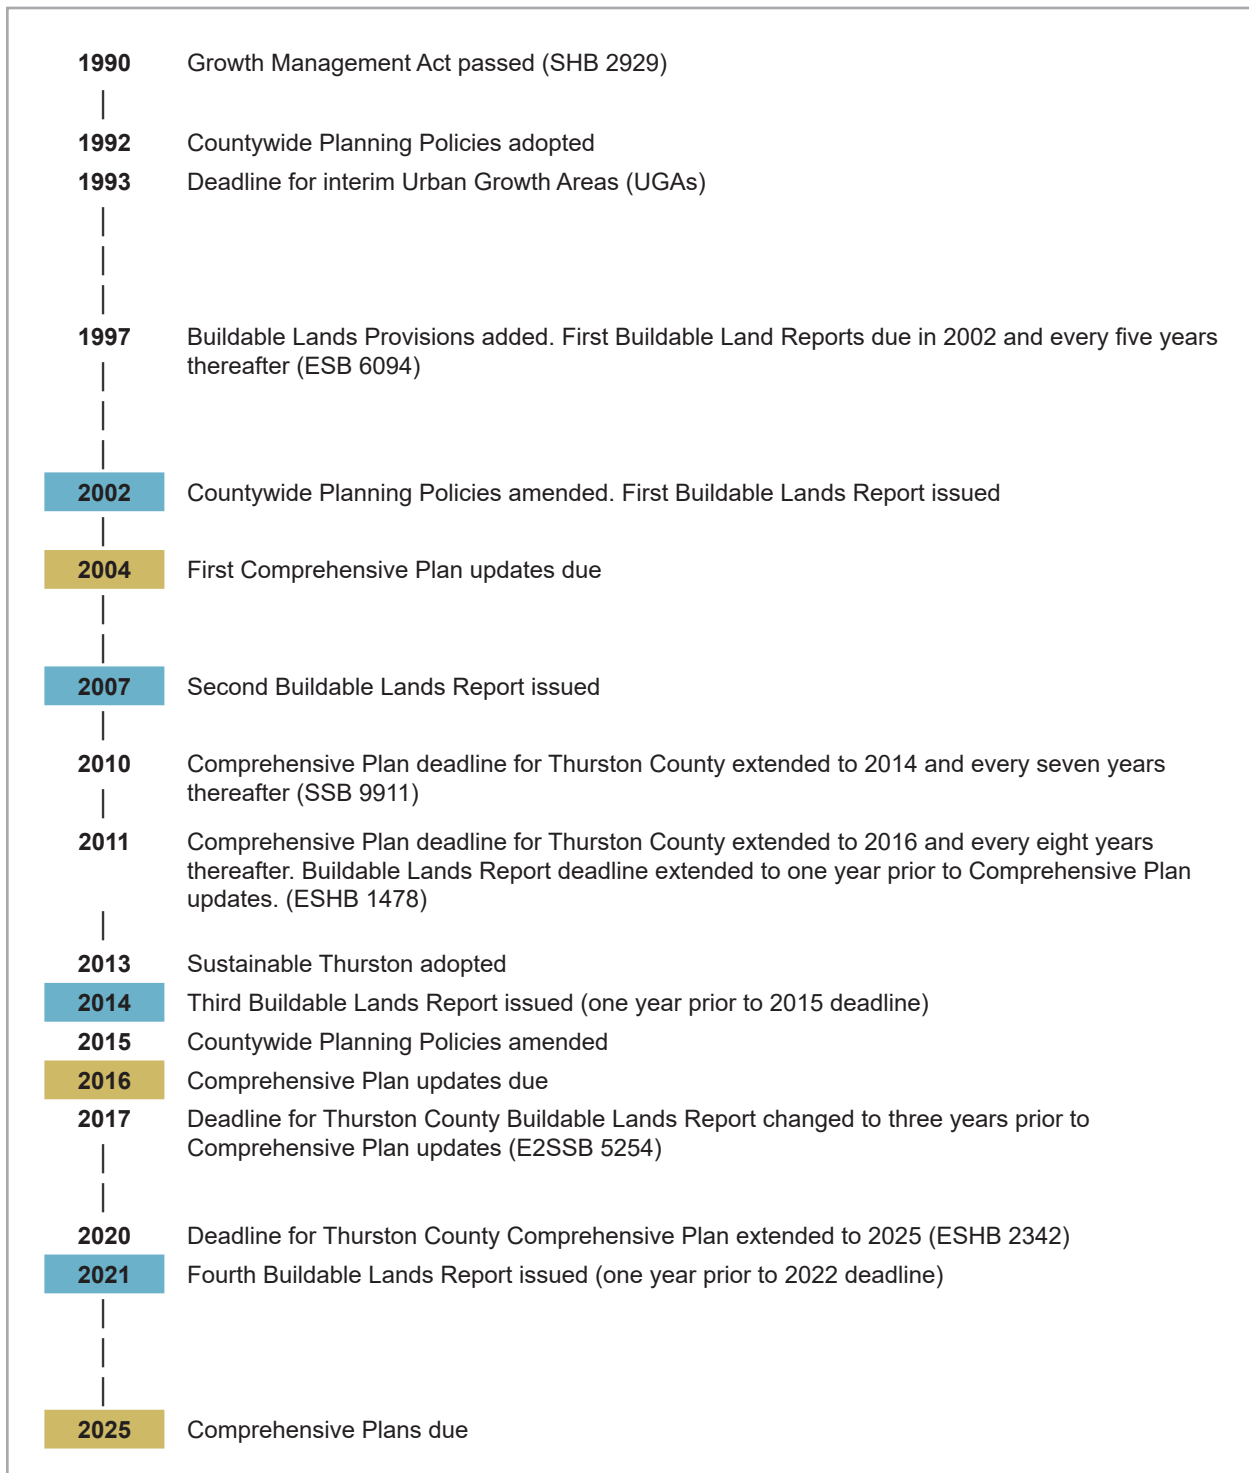 1990 Growth Management Act passed (SHB 2929)
1992 Countywide Planning Policies adopted
1993 Deadline for interim Urban Growth Areas (UGAs)
1997 Buildable Lands Provisions added. First Buildable Land Reports due in 2002 and every five years
thereafter (ESB 6094)
2002 Countywide Planning Policies amended. First Buildable Lands Report issued
2004 First Comprehensive Plan updates due
2007 Second Buildable Lands Report issued
2010 Comprehensive Plan deadline for Thurston County extended to 2014 and every seven years
thereafter (SSB 9911)
2011 Comprehensive Plan deadline for Thurston County extended to 2016 and every eight years
thereafter. Buildable Lands Report deadline extended to one year prior to Comprehensive Plan
updates. (ESHB 1478)
2013 Sustainable Thurston adopted
2014 Third Buildable Lands Report issued (one year prior to 2015 deadline)
2015 Countywide Planning Policies amended
2016 Comprehensive Plan updates due
2017 Deadline for Thurston County Buildable Lands Report changed to three years prior to
Comprehensive Plan updates (E2SSB 5254)
2020 Deadline for Thurston County Comprehensive Plan extended to 2025 (ESHB 2342)
2021 Fourth Buildable Lands Report issued (one year prior to 2022 deadline)
2025 Comprehensive Plans due